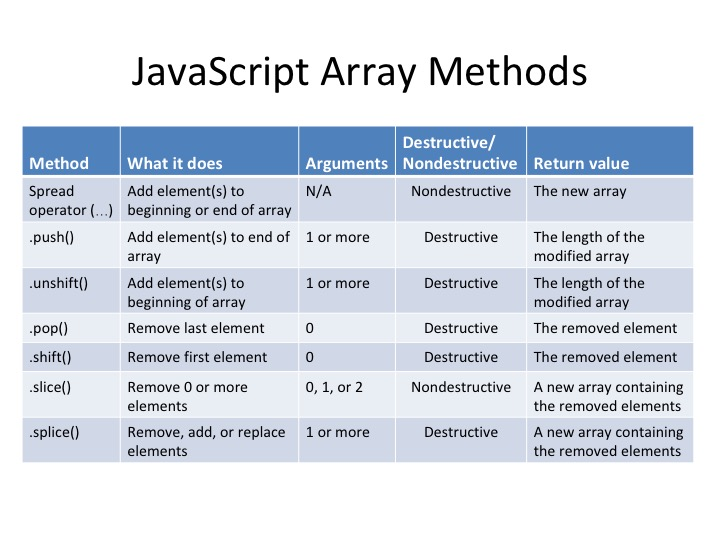 JavaScript Array Methods
Destructive/
Method What it does Arguments Nondestructive Return value
Spread Add element(s) to N/A Nondestructive The new array
operator (...) beginning or end of array
.push() Add element(s) to end of 1 or more Destructive The length of the
array modified array
.unshift() Add element(s) to 1 or more Destructive The length of the
beginning of array modified array
.pop() Remove last element 0 Destructive The removed element
.shift() Remove first element 0 Destructive The removed element
.slice() Remove 0 or more 0, 1, or 2 Nondestructive A new array containing
elements the removed elements
.splice() Remove, add, or replace 1 or more Destructive A new array containing
elements the removed elements